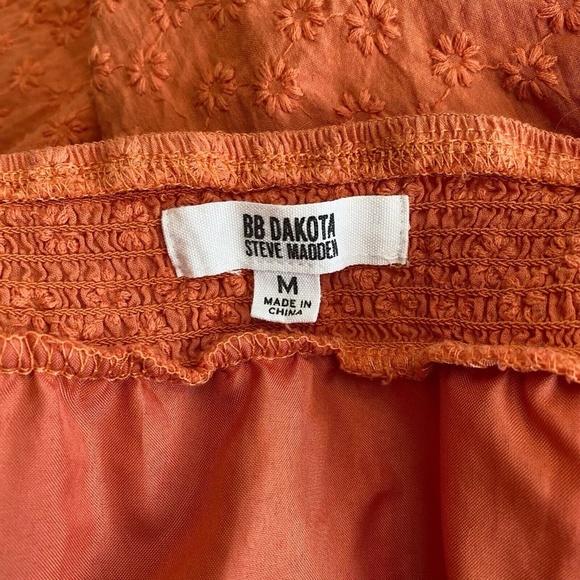 BB DAKOTA
STEVE MADDEN
M
MADE IN
CHINA